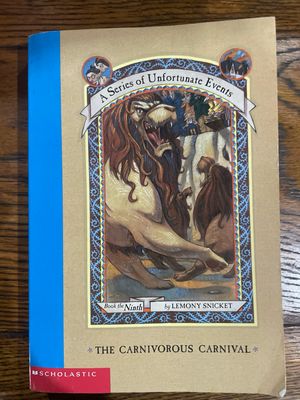 A Series of Unfortunate Events
Book the Ninth by LEMONY SNICKET
* THE CARNIVOROUS CARNIVAL *
SCHOLASTIC